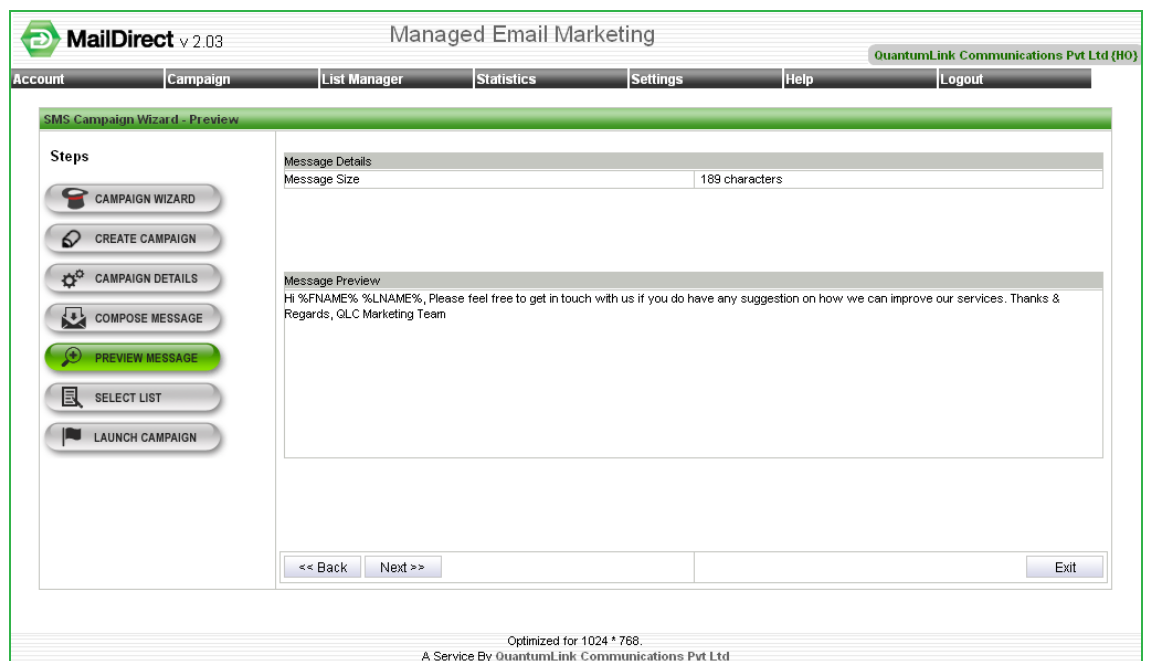 MailDirect v 2.03
Managed Email Marketing
QuantumLink Communications Pvt Ltd {HO}
Account Campaign List Manager Statistics Settings Help Logout
SMS Campaign Wizard - Preview
Steps
CAMPAIGN WIZARD
CREATE CAMPAIGN
CAMPAIGN DETAILS
COMPOSE MESSAGE
PREVIEW MESSAGE
SELECT LIST
LAUNCH CAMPAIGN
Message Details
Message Size 189 characters
Message Preview
Hi %FNAME% %LNAME%, Please feel free to get in touch with us if you do have any suggestion on how we can improve our services. Thanks &
Regards, QLC Marketing Team
<< Back Next >> Exit
Optimized for 1024 * 768.
A Service By QuantumLink Communications Pvt Ltd